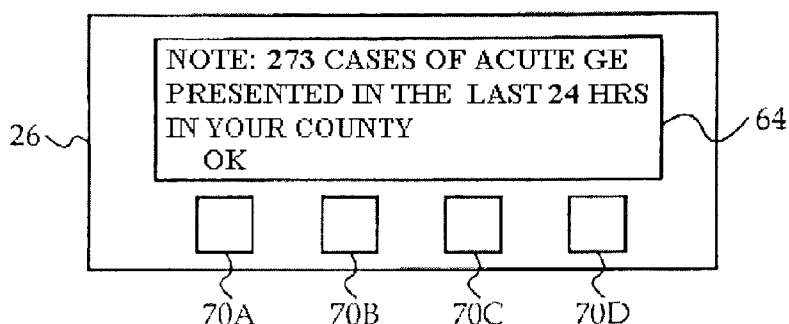 NOTE: 273 CASES OF ACUTE GE
PRESENTED IN THE LAST 24 HRS
IN YOUR COUNTY
OK
26
64
70A 70B 70C 70D